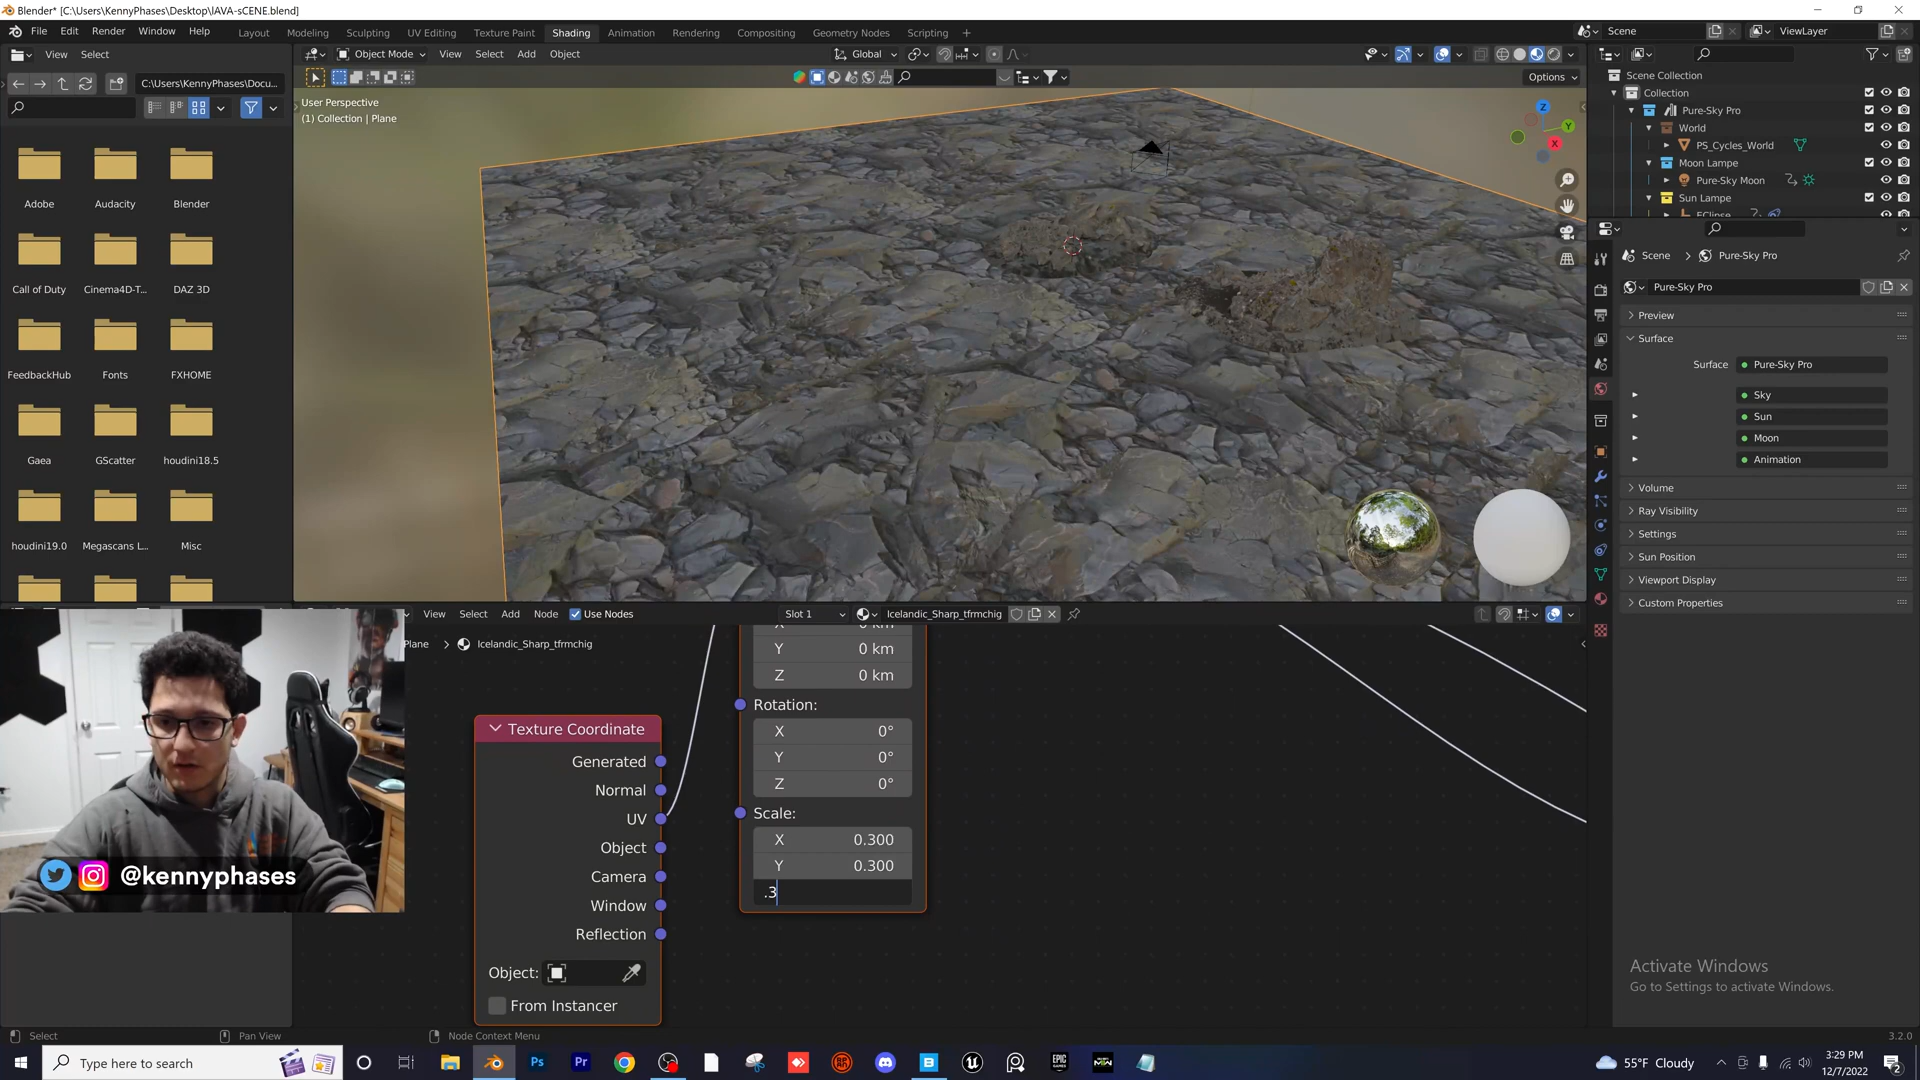 Blender* [C:\Users\KennyPhases\Desktop\lAVA-sCENE.blend]
File Edit Render Window Help
Layout Modeling Sculpting UV Editing Texture Paint Shading Animation Rendering Compositing Geometry Nodes Scripting +
Scene
ViewLayer
View Select
Object Mode View Select Add Object
Global
C:\Users\KennyPhases\Docu...
Options
User Perspective
(1) Collection | Plane
Z
Y
X
Adobe Audacity Blender
Call of Duty Cinema4D-T... DAZ 3D
FeedbackHub Fonts FXHOME
Gaea GScatter houdini18.5
houdini19.0 Megascans L... Misc
Scene Collection
Collection
Pure-Sky Pro
World
PS_Cycles_World
Moon Lampe
Pure-Sky Moon
Sun Lampe
EClipse
Scene > Pure-Sky Pro
Pure-Sky Pro
Preview
Surface
Surface Pure-Sky Pro
Sky
Sun
Moon
Animation
Volume
Ray Visibility
Settings
Sun Position
Viewport Display
Custom Properties
View Select Add Node Use Nodes Slot 1 Icelandic_Sharp_tfrmchig
Plane > Icelandic_Sharp_tfrmchig
Texture Coordinate
Generated
Normal
UV
Object
Camera
Window
Reflection
Object:
From Instancer
X 0 km
Y 0 km
Z 0 km
Rotation:
X 0°
Y 0°
Z 0°
Scale:
X 0.300
Y 0.300
.3
@kennyphases
Activate Windows
Go to Settings to activate Windows.
Select Pan View Node Context Menu
3.2.0
Type here to search
55°F Cloudy
3:29 PM
12/7/2022
2